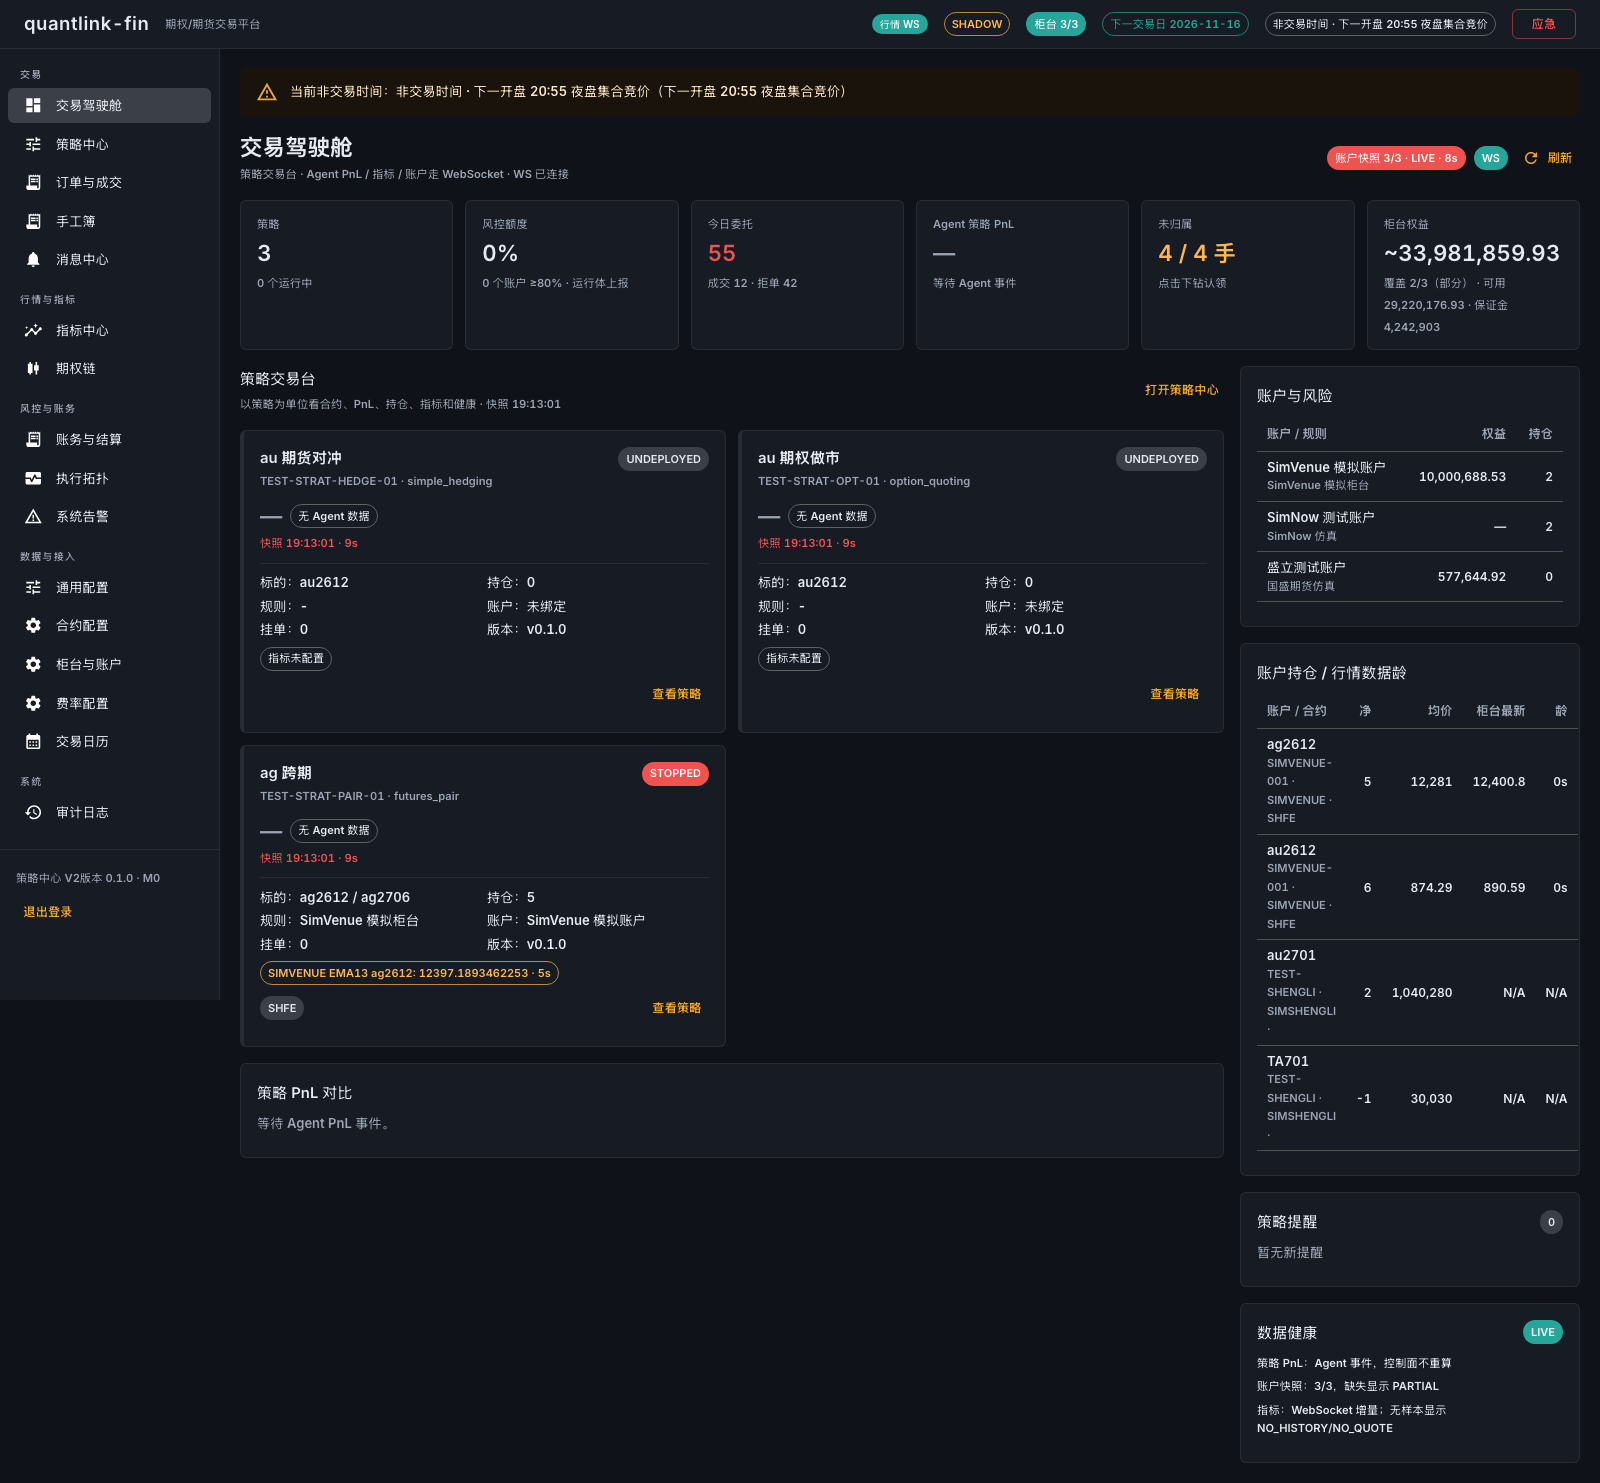 quantlink-fin 期权/期货交易平台 行情 WS SHADOW 柜台 3/3 下一交易日 2026-11-16 非交易时间 · 下一开盘 20:55 夜盘集合竞价 应急
交易
交易驾驶舱
策略中心
订单与成交
手工簿
消息中心
行情与指标
指标中心
期权链
风控与账务
账务与结算
执行拓扑
系统告警
数据与接入
通用配置
合约配置
柜台与账户
费率配置
交易日历
系统
审计日志
策略中心 V2版本 0.1.0 · M0
退出登录
当前非交易时间：非交易时间 · 下一开盘 20:55 夜盘集合竞价（下一开盘 20:55 夜盘集合竞价）
交易驾驶舱
策略交易台 · Agent PnL / 指标 / 账户走 WebSocket · WS 已连接
账户快照 3/3 · LIVE · 8s WS 刷新
策略
3
0 个运行中
风控额度
0%
0 个账户 ≥80% · 运行体上报
今日委托
55
成交 12 · 拒单 42
Agent 策略 PnL
—
等待 Agent 事件
未归属
4 / 4 手
点击下钻认领
柜台权益
~33,981,859.93
覆盖 2/3（部分） · 可用
29,220,176.93 · 保证金
4,242,903
策略交易台
以策略为单位看合约、PnL、持仓、指标和健康 · 快照 19:13:01
打开策略中心
au 期货对冲 UNDEPLOYED
TEST-STRAT-HEDGE-01 · simple_hedging
— 无 Agent 数据
快照 19:13:01 · 9s
标的：au2612 持仓：0
规则：- 账户：未绑定
挂单：0 版本：v0.1.0
指标未配置
查看策略
au 期权做市 UNDEPLOYED
TEST-STRAT-OPT-01 · option_quoting
— 无 Agent 数据
快照 19:13:01 · 9s
标的：au2612 持仓：0
规则：- 账户：未绑定
挂单：0 版本：v0.1.0
指标未配置
查看策略
ag 跨期 STOPPED
TEST-STRAT-PAIR-01 · futures_pair
— 无 Agent 数据
快照 19:13:01 · 9s
标的：ag2612 / ag2706 持仓：5
规则：SimVenue 模拟柜台 账户：SimVenue 模拟账户
挂单：0 版本：v0.1.0
SIMVENUE EMA13 ag2612: 12397.1893462253 · 5s
SHFE 查看策略
策略 PnL 对比
等待 Agent PnL 事件。
账户与风险
账户 / 规则 权益 持仓
SimVenue 模拟账户
SimVenue 模拟柜台
10,000,688.53 2
SimNow 测试账户
SimNow 仿真
— 2
盛立测试账户
国盛期货仿真
577,644.92 0
账户持仓 / 行情数据龄
账户 / 合约 净 均价 柜台最新 龄
ag2612
SIMVENUE-
001 ·
SIMVENUE ·
SHFE
5 12,281 12,400.8 0s
au2612
SIMVENUE-
001 ·
SIMVENUE ·
SHFE
6 874.29 890.59 0s
au2701
TEST-
SHENGLI ·
SIMSHENGLI
·
2 1,040,280 N/A N/A
TA701
TEST-
SHENGLI ·
SIMSHENGLI
·
-1 30,030 N/A N/A
策略提醒 0
暂无新提醒
数据健康 LIVE
策略 PnL：Agent 事件，控制面不重算
账户快照：3/3，缺失显示 PARTIAL
指标：WebSocket 增量；无样本显示
NO_HISTORY/NO_QUOTE